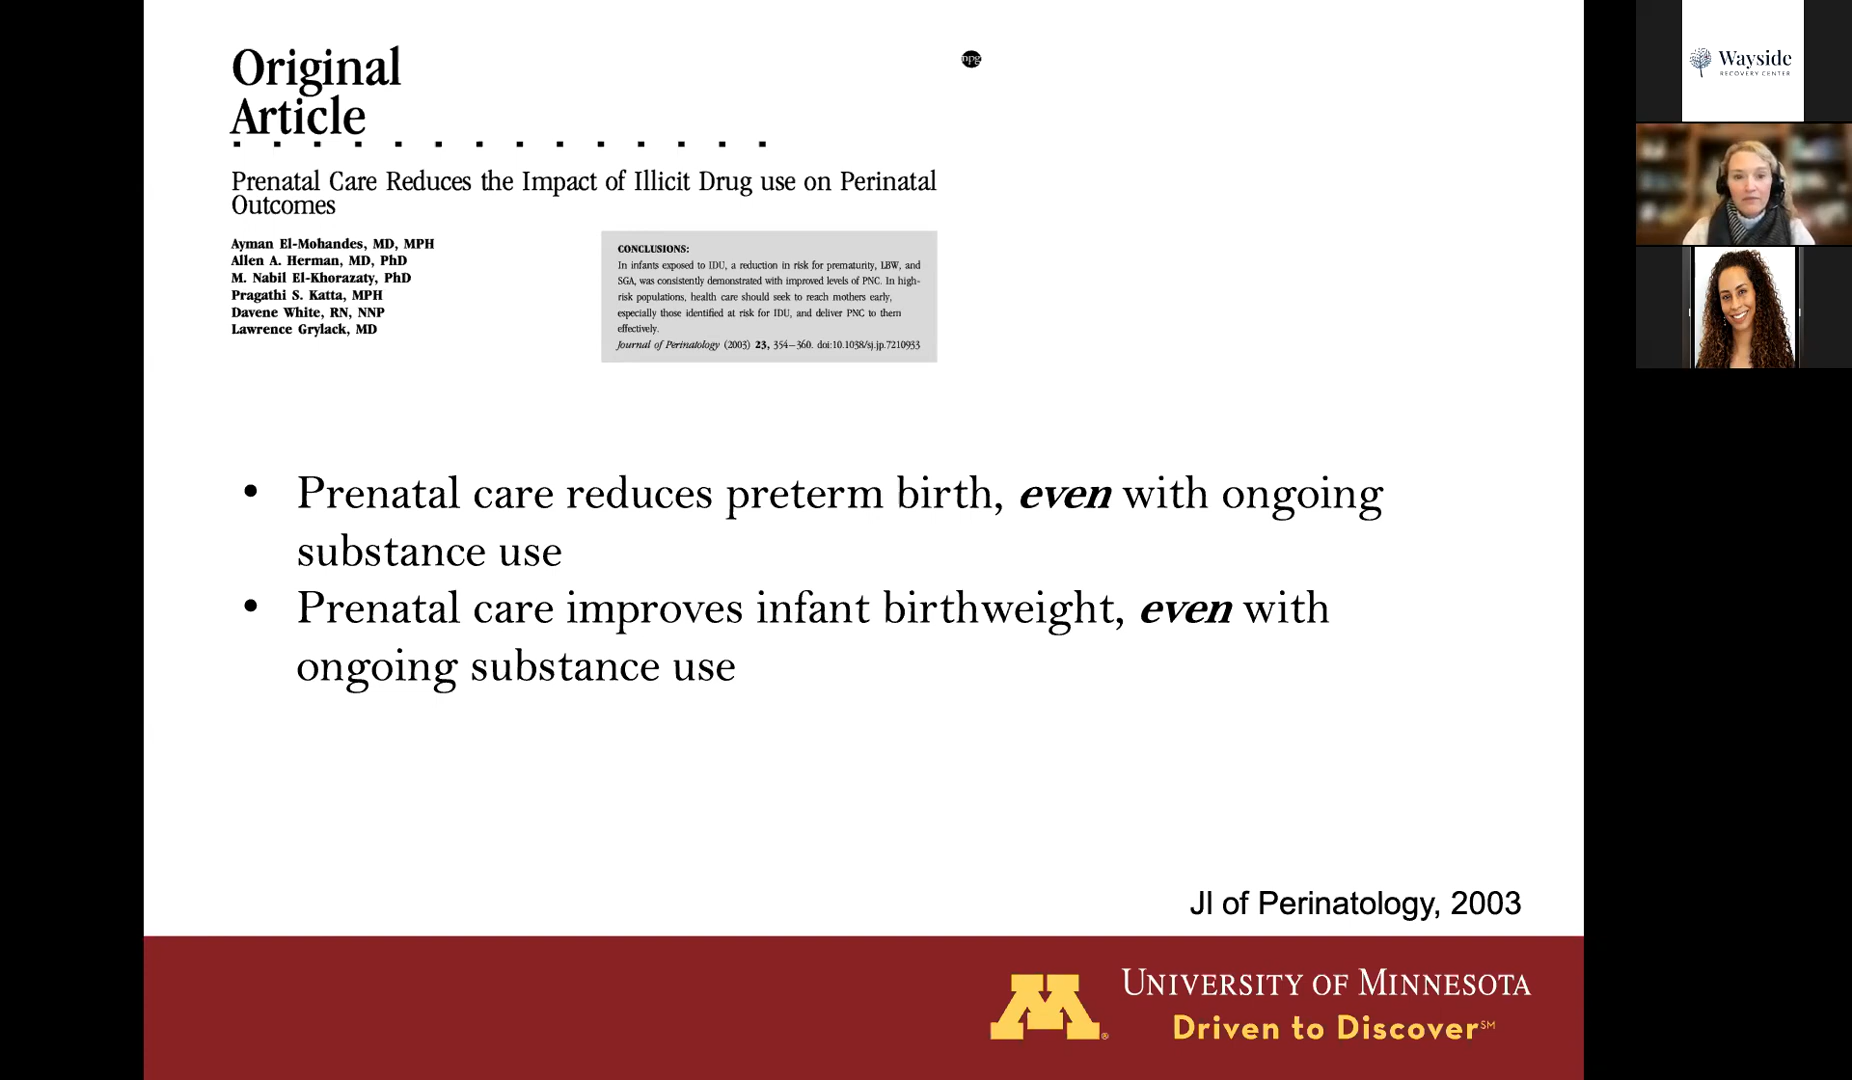 Original
Article
npg
Prenatal Care Reduces the Impact of Illicit Drug use on Perinatal
Outcomes
Ayman El-Mohandes, MD, MPH
Allen A. Herman, MD, PhD
M. Nabil El-Khorazaty, PhD
Pragathi S. Katta, MPH
Davene White, RN, NNP
Lawrence Grylack, MD
CONCLUSIONS:
In infants exposed to IDU, a reduction in risk for prematurity, LBW, and
SGA, was consistently demonstrated with improved levels of PNC. In high-
risk populations, health care should seek to reach mothers early,
especially those identified at risk for IDU, and deliver PNC to them
effectively.
Journal of Perinatology (2003) 23, 354–360. doi:10.1038/sj.jp.7210933
• Prenatal care reduces preterm birth, even with ongoing
substance use
• Prenatal care improves infant birthweight, even with
ongoing substance use
Jl of Perinatology, 2003
M®
UNIVERSITY OF MINNESOTA
Driven to Discover℠
Wayside
RECOVERY CENTER